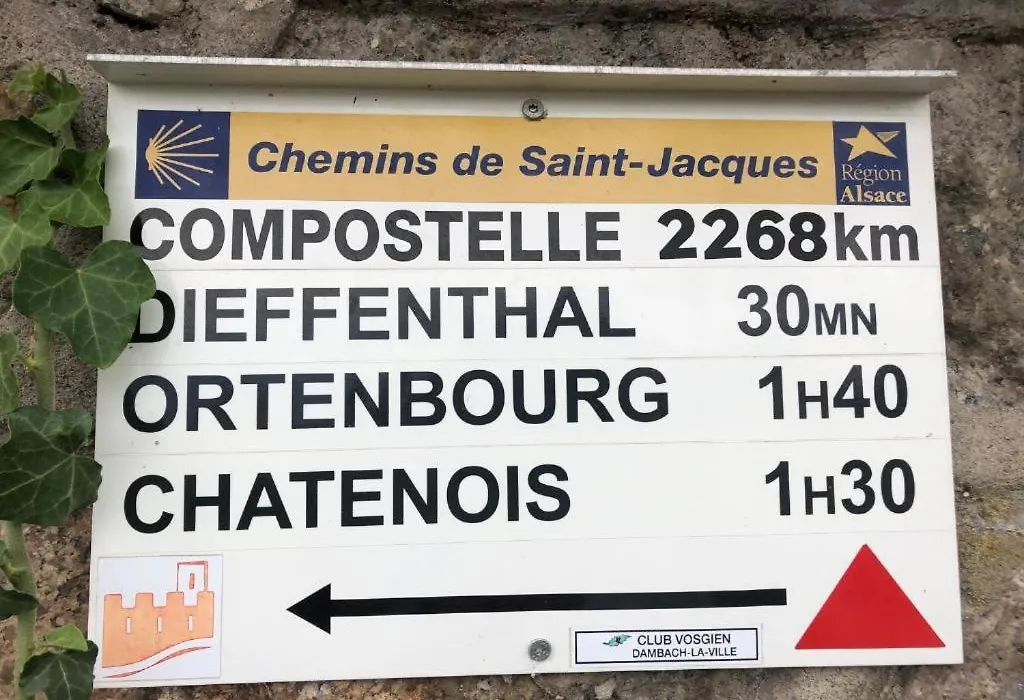 Chemins de Saint-Jacques
Région
Alsace
COMPOSTELLE 2268km
DIEFFENTHAL 30MN
ORTENBOURG 1H40
CHATENOIS 1H30
CLUB VOSGIEN
DAMBACH-LA-VILLE